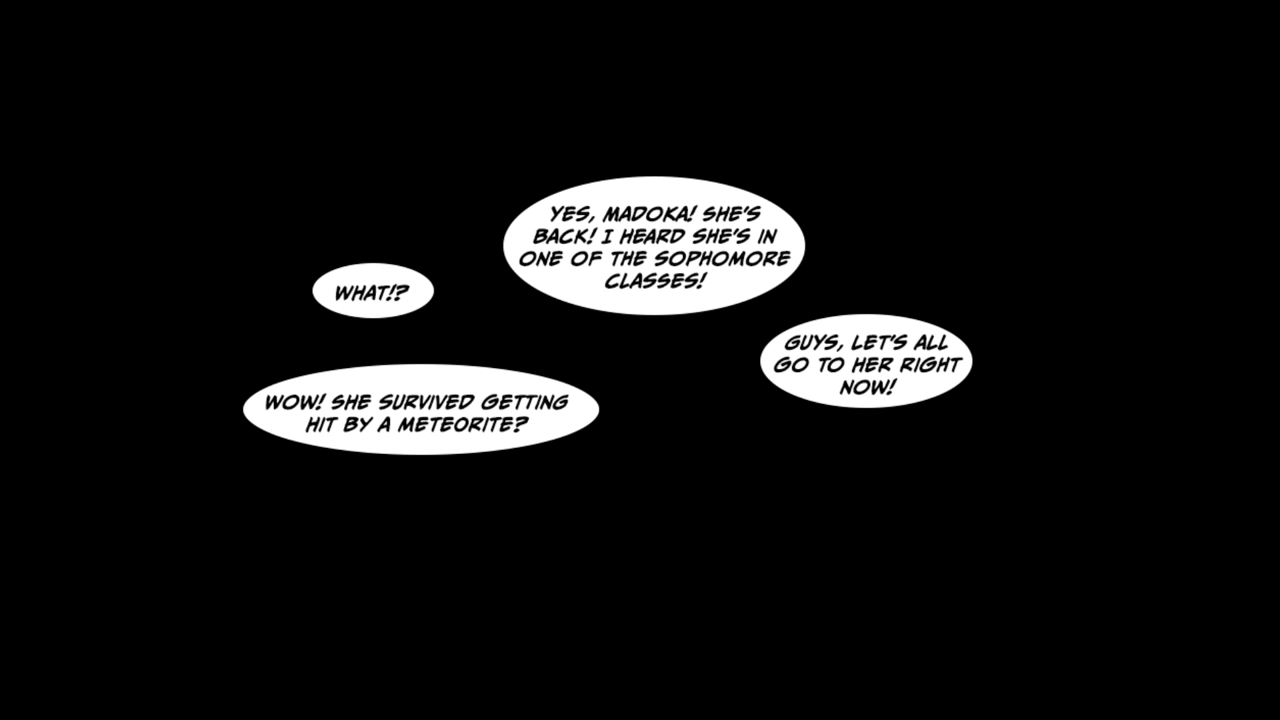 WHAT!?
YES, MADOKA! SHE'S
BACK! I HEARD SHE'S IN
ONE OF THE SOPHOMORE
CLASSES!
WOW! SHE SURVIVED GETTING
HIT BY A METEORITE?
GUYS, LET'S ALL
GO TO HER RIGHT
NOW!